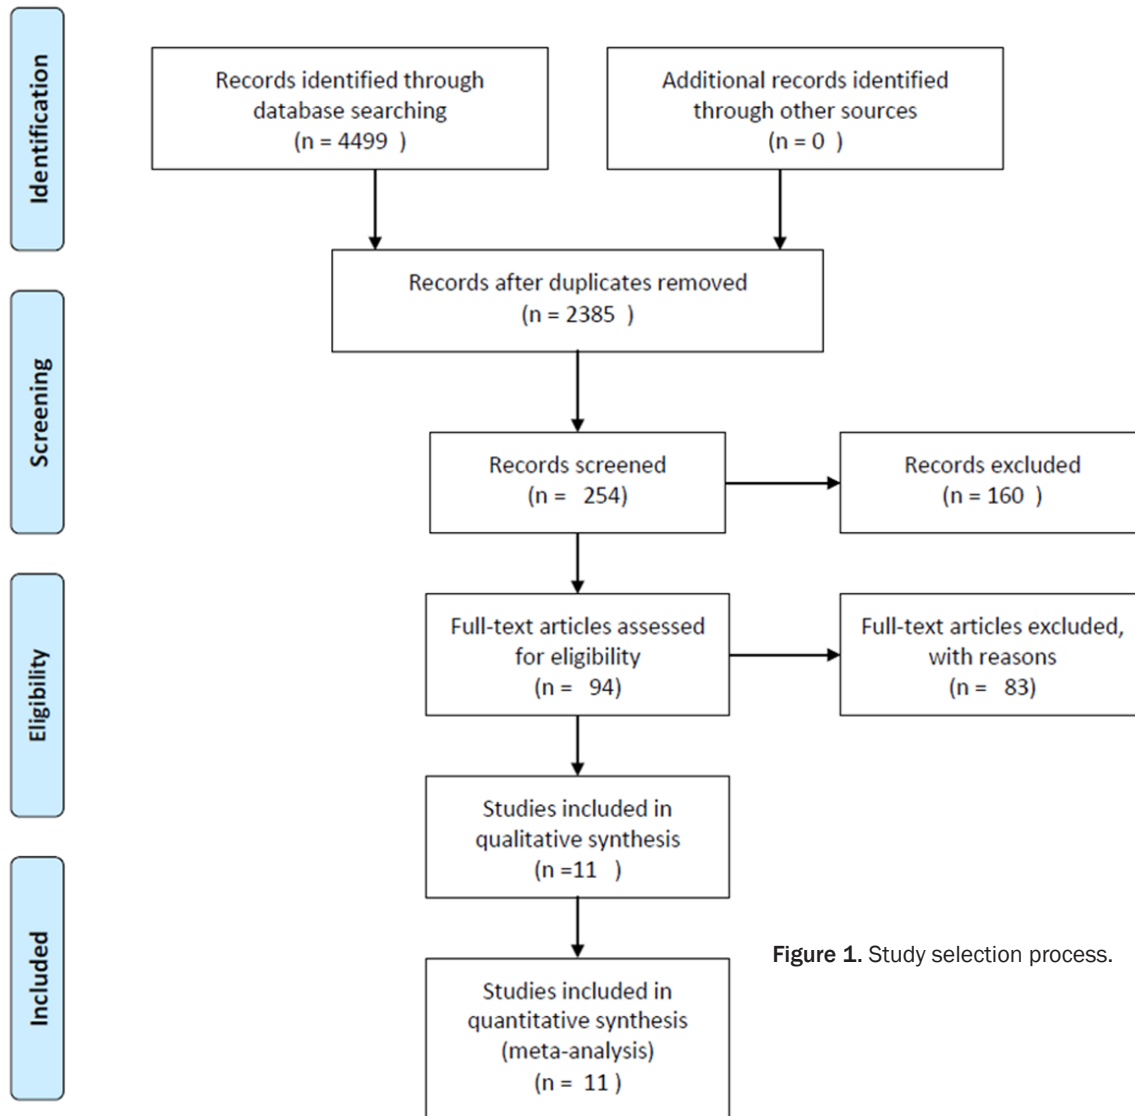 Identification
Records identified through
database searching
(n = 4499 )
Additional records identified
through other sources
(n = 0 )
Records after duplicates removed
(n = 2385 )
Screening
Records screened
(n = 254)
Records excluded
(n = 160 )
Eligibility
Full-text articles assessed
for eligibility
(n = 94)
Full-text articles excluded,
with reasons
(n = 83)
Studies included in
qualitative synthesis
(n =11 )
Included
Studies included in
quantitative synthesis
(meta-analysis)
(n = 11 )
Figure 1. Study selection process.